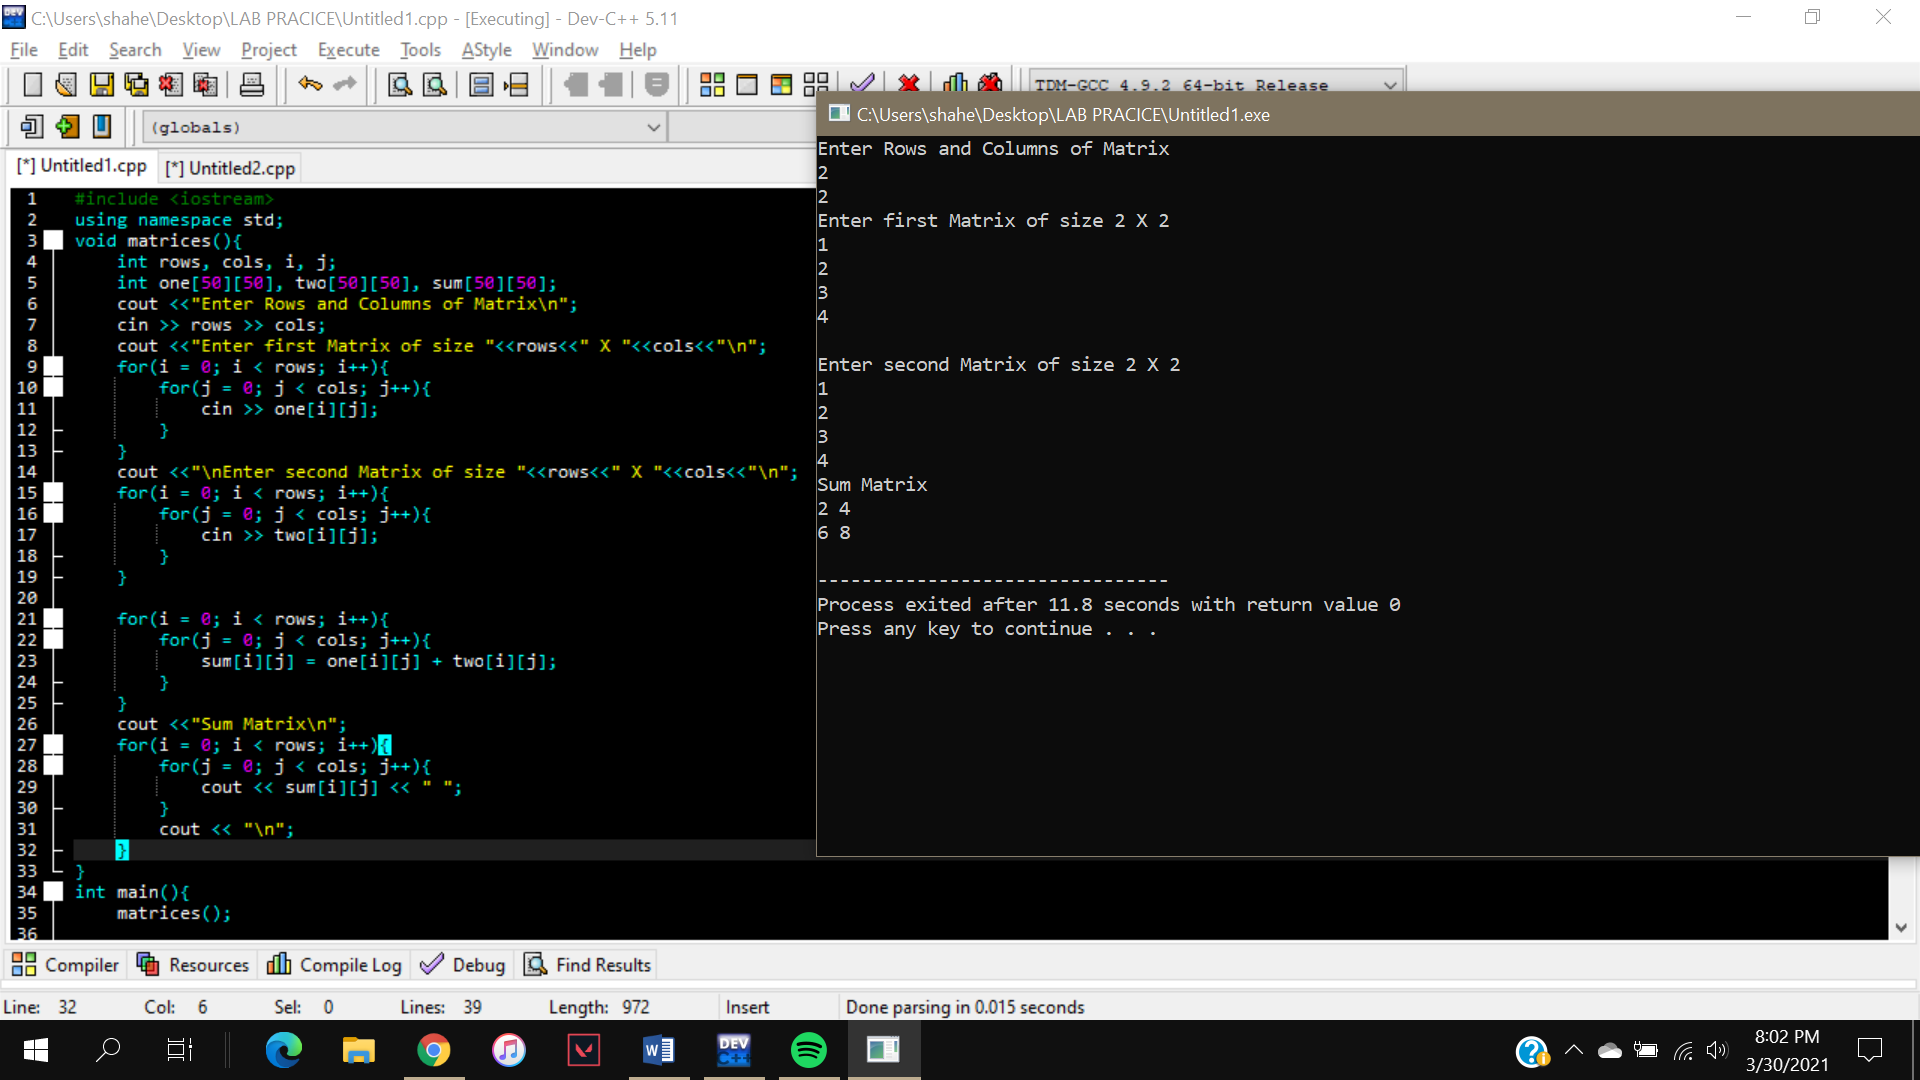 C:\Users\shahe\Desktop\LAB PRACICE\Untitled1.cpp - [Executing] - Dev-C++ 5.11
File Edit Search View Project Execute Tools AStyle Window Help
TDM-GCC 4.9.2 64-bit Release
(globals)
[*] Untitled1.cpp [*] Untitled2.cpp
1 #include <iostream>
2 using namespace std;
3 void matrices(){
4 int rows, cols, i, j;
5 int one[50][50], two[50][50], sum[50][50];
6 cout <<"Enter Rows and Columns of Matrix\n";
7 cin >> rows >> cols;
8 cout <<"Enter first Matrix of size "<<rows<<" X "<<cols<<"\n";
9 for(i = 0; i < rows; i++){
10 for(j = 0; j < cols; j++){
11 cin >> one[i][j];
12 }
13 }
14 cout <<"\nEnter second Matrix of size "<<rows<<" X "<<cols<<"\n";
15 for(i = 0; i < rows; i++){
16 for(j = 0; j < cols; j++){
17 cin >> two[i][j];
18 }
19 }
20
21 for(i = 0; i < rows; i++){
22 for(j = 0; j < cols; j++){
23 sum[i][j] = one[i][j] + two[i][j];
24 }
25 }
26 cout <<"Sum Matrix\n";
27 for(i = 0; i < rows; i++){
28 for(j = 0; j < cols; j++){
29 cout << sum[i][j] << " ";
30 }
31 cout << "\n";
32 }
33 }
34 int main(){
35 matrices();
36
C:\Users\shahe\Desktop\LAB PRACICE\Untitled1.exe
Enter Rows and Columns of Matrix
2
2
Enter first Matrix of size 2 X 2
1
2
3
4
Enter second Matrix of size 2 X 2
1
2
3
4
Sum Matrix
2 4
6 8
--------------------------------
Process exited after 11.8 seconds with return value 0
Press any key to continue . . .
Compiler Resources Compile Log Debug Find Results
Line: 32 Col: 6 Sel: 0 Lines: 39 Length: 972 Insert Done parsing in 0.015 seconds
DEV C++
8:02 PM
3/30/2021